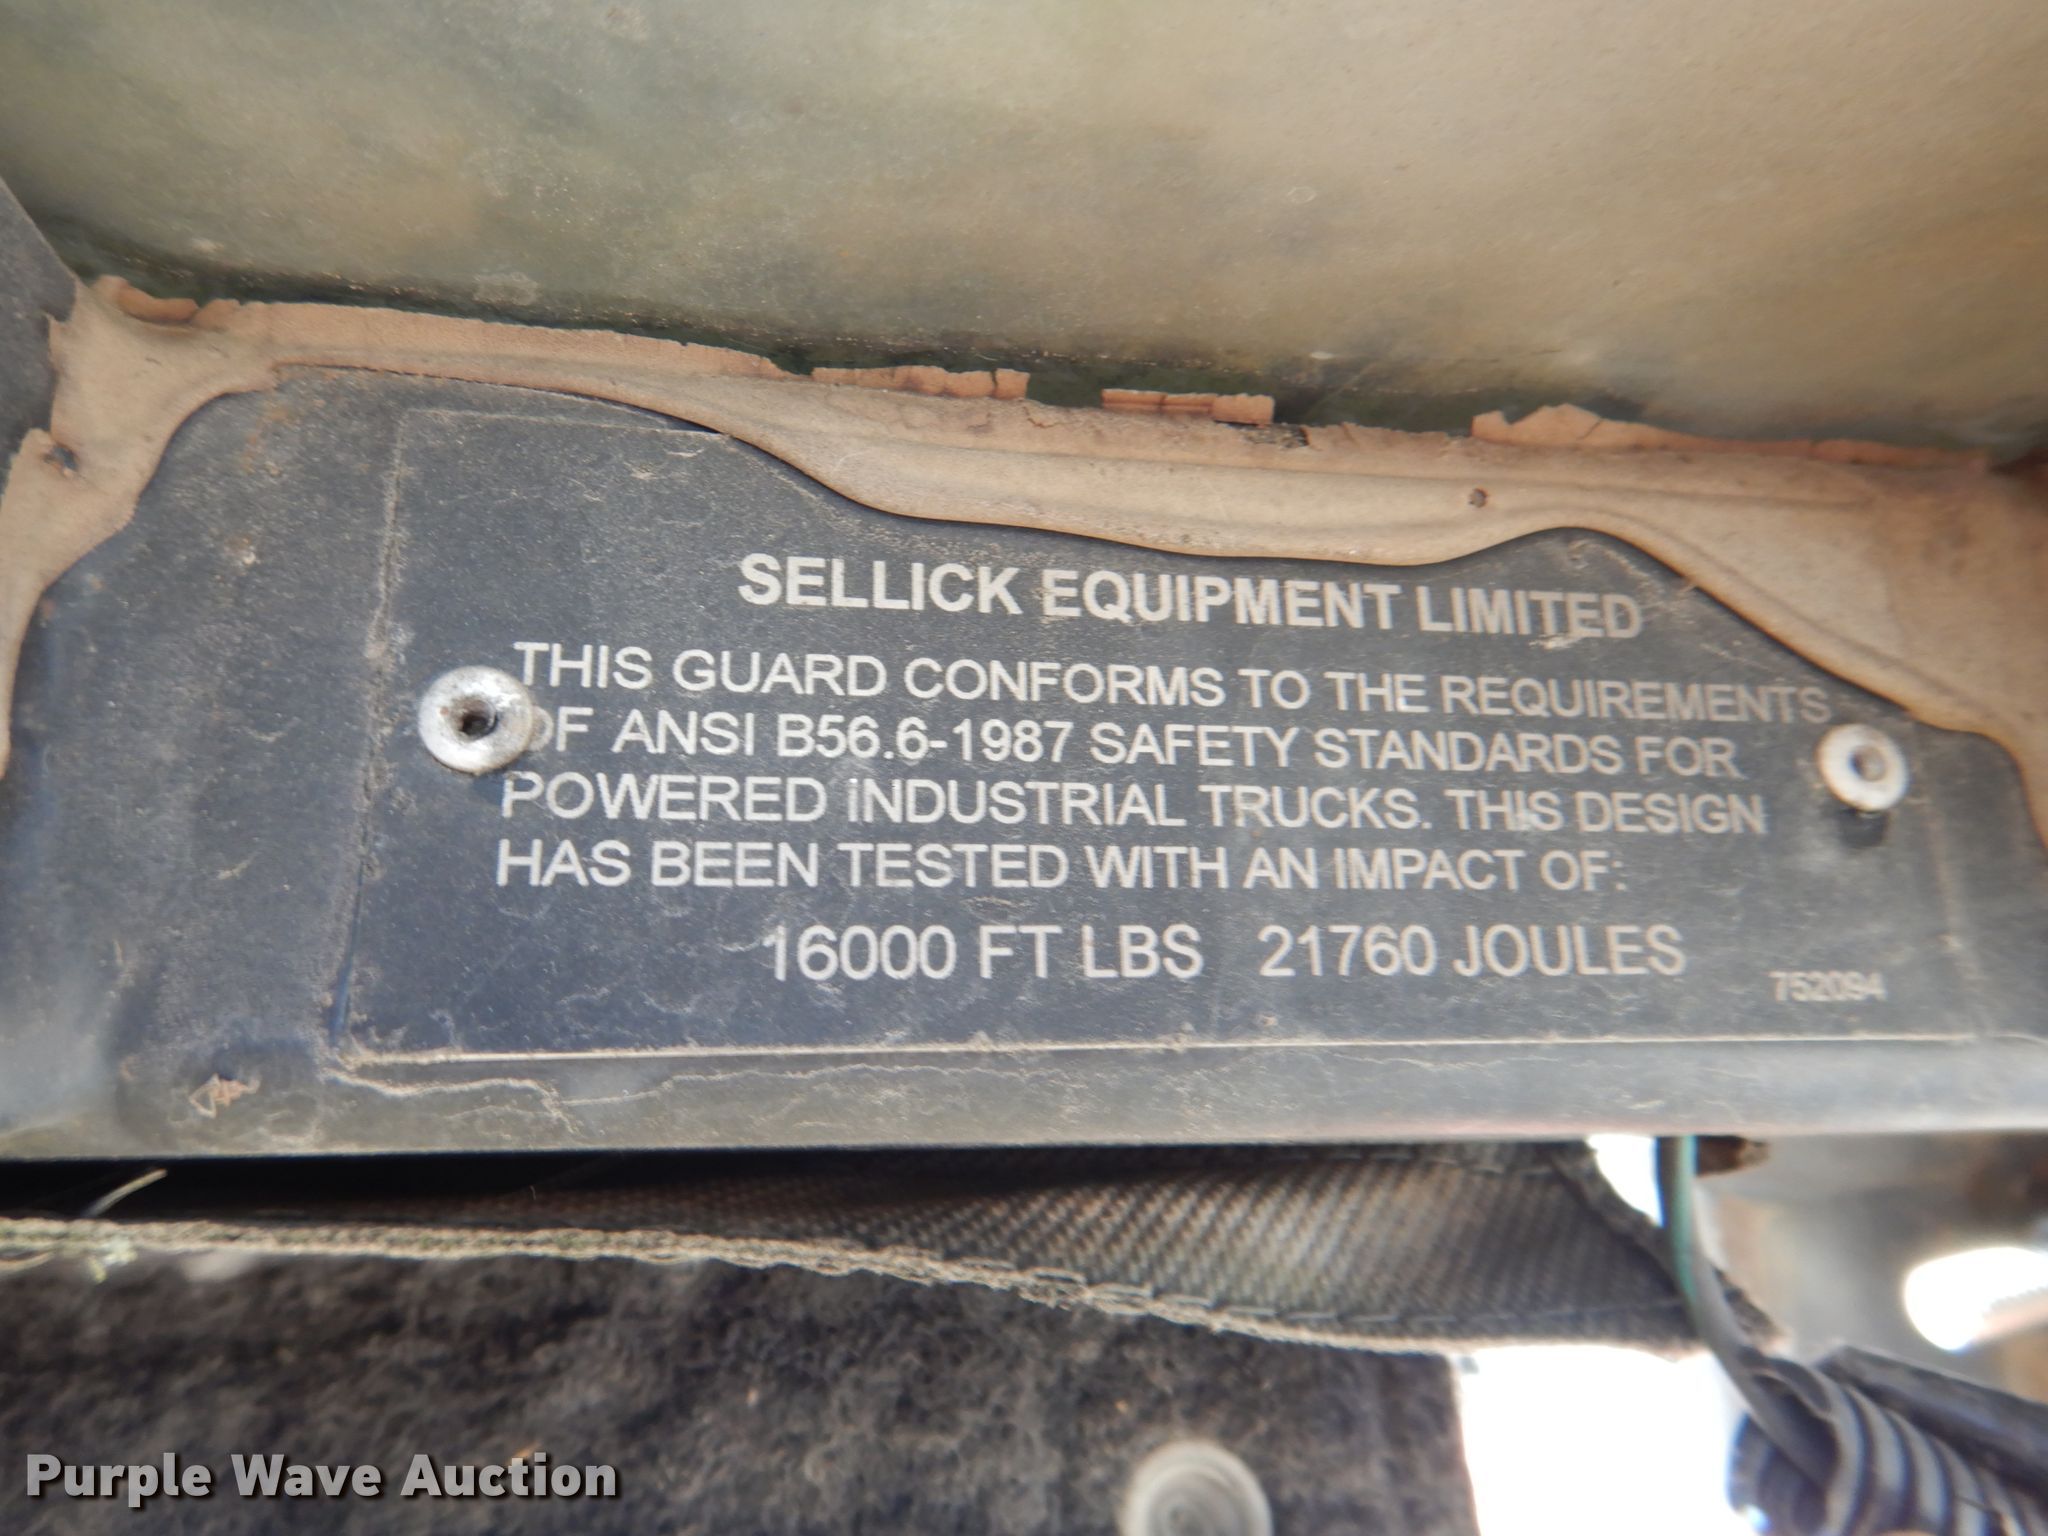 SELLICK EQUIPMENT LIMITED
THIS GUARD CONFORMS TO THE REQUIREMENTS
OF ANSI B56.6-1987 SAFETY STANDARDS FOR
POWERED INDUSTRIAL TRUCKS. THIS DESIGN
HAS BEEN TESTED WITH AN IMPACT OF:
16000 FT LBS 21760 JOULES
752094
Purple Wave Auction